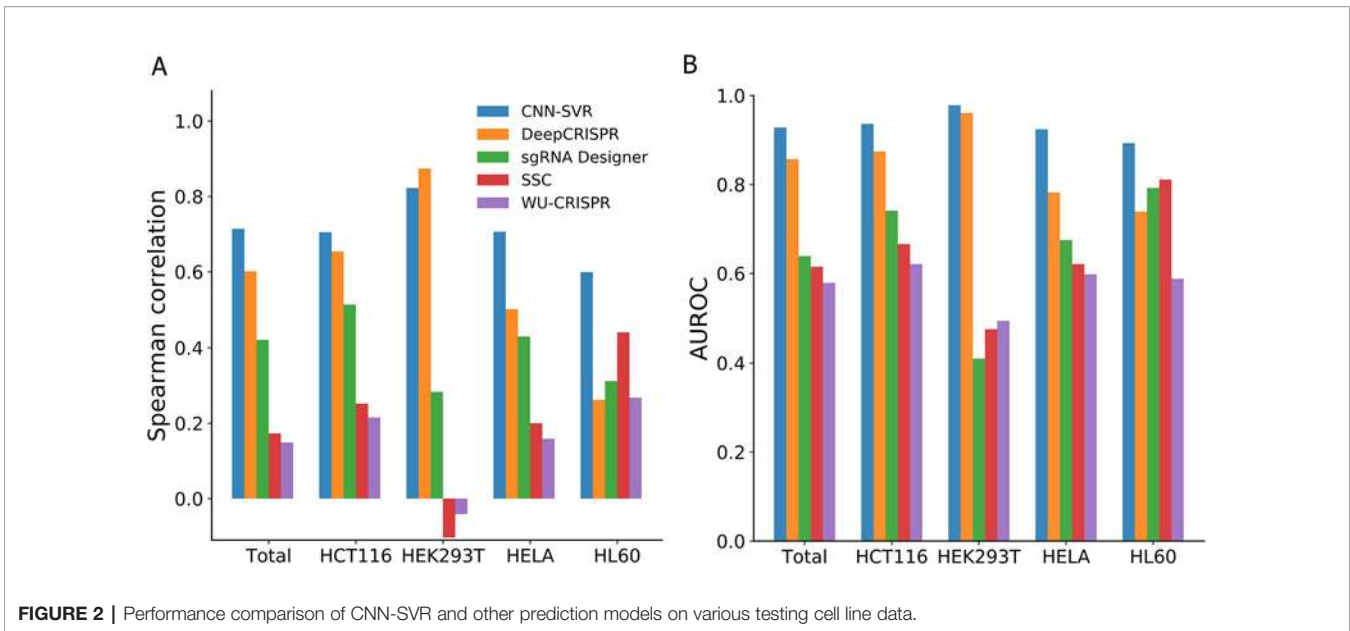 A
Spearman correlation
1.0
0.8
0.6
0.4
0.2
0.0
CNN-SVR
DeepCRISPR
sgRNA Designer
SSC
WU-CRISPR
Total HCT116 HEK293T HELA HL60
B
AUROC
1.0
0.8
0.6
0.4
0.2
0.0
Total HCT116 HEK293T HELA HL60
FIGURE 2 | Performance comparison of CNN-SVR and other prediction models on various testing cell line data.